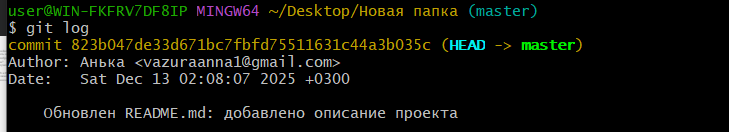 user@WIN-FKFRV7DF8IP MINGW64 ~/Desktop/Новая папка (master)
$ git log
commit 823b047de33d671bc7fbfd75511631c44a3b035c (HEAD -> master)
Author: Анька <vazuraanna1@gmail.com>
Date:   Sat Dec 13 02:08:07 2025 +0300
    Обновлен README.md: добавлено описание проекта